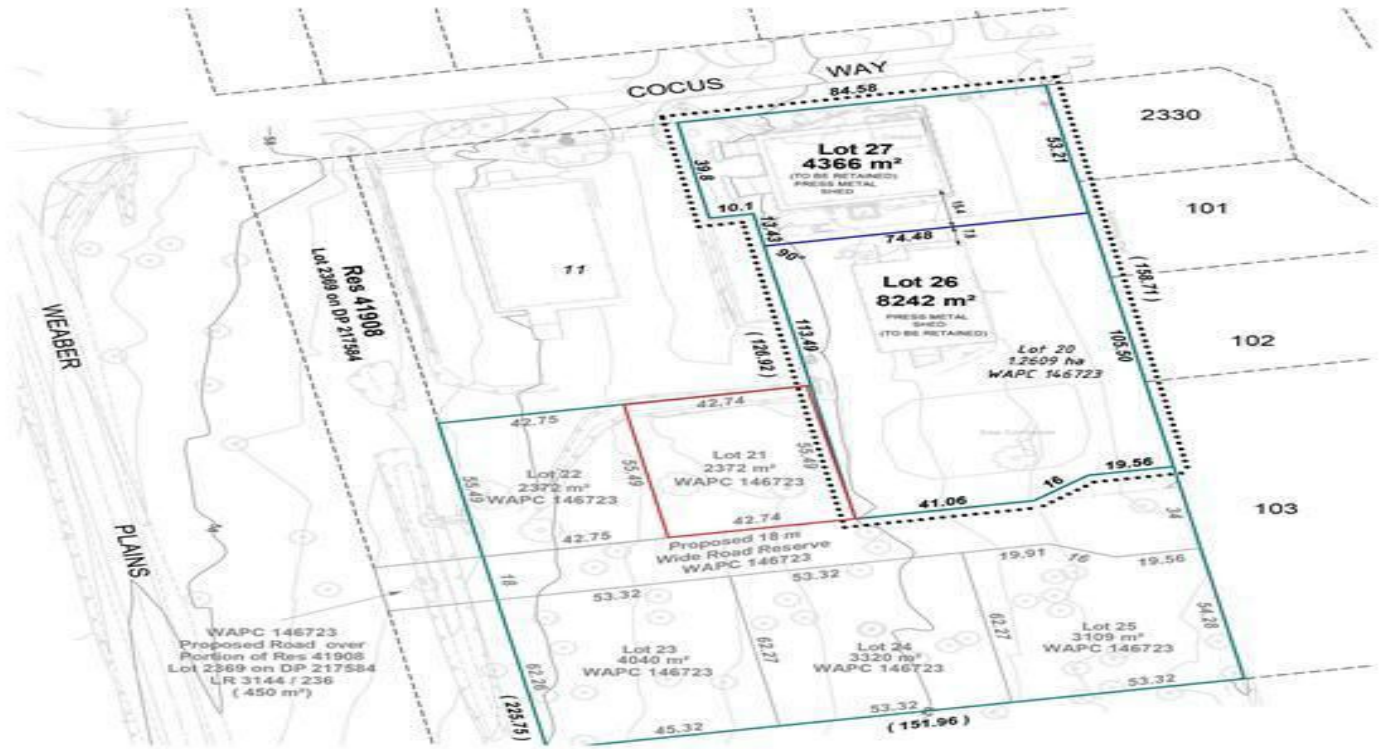 COCUS WAY
84.58
2330
Lot 27
4366 m²
(TO BE RETAINED)
PRESS METAL
SHED
53.21
39.8
101
10.1
13.43
74.48
90°
11
Res 41908
Lot 2369 on DP 217584
(158.71)
Lot 26
8242 m²
PRESS METAL
SHED
(TO BE RETAINED)
WEABER
113.49
(126.92)
105.50
102
Lot 20
1.2609 ha
WAPC 146723
42.75
42.74
Lot 21
2372 m²
WAPC 146723
55.49
55.49
Lot 22
2372 m²
WAPC 146723
55.49
19.56
16
41.06
103
34
PLAINS
42.74
42.75
Proposed 18 m
Wide Road Reserve
WAPC 146723
18
19.91
16
19.56
53.32
53.32
54.28
WAPC 146723
Proposed Road over
Portion of Res 41908
Lot 2369 on DP 217584
LR 3144 / 236
(450 m²)
Lot 23
4040 m²
WAPC 146723
62.27
Lot 24
3320 m²
WAPC 146723
62.27
Lot 25
3109 m²
WAPC 146723
62.26
53.32
53.32
45.32
(225.75)
(151.96)